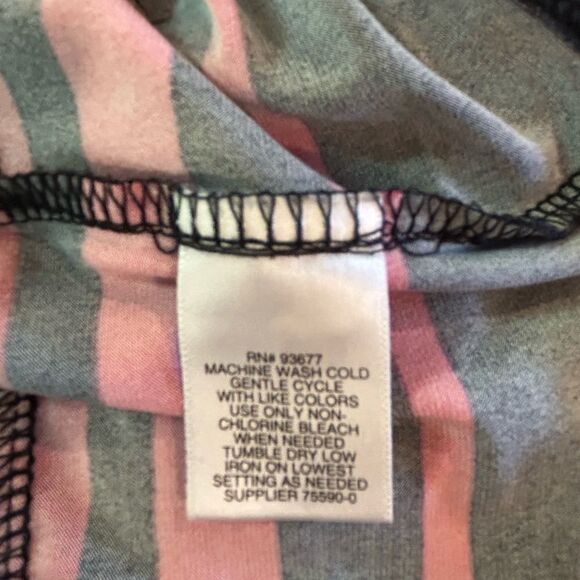 RN# 93677
MACHINE WASH COLD
GENTLE CYCLE
WITH LIKE COLORS
USE ONLY NON-
CHLORINE BLEACH
WHEN NEEDED
TUMBLE DRY LOW
IRON ON LOWEST
SETTING AS NEEDED
SUPPLIER 75590-0